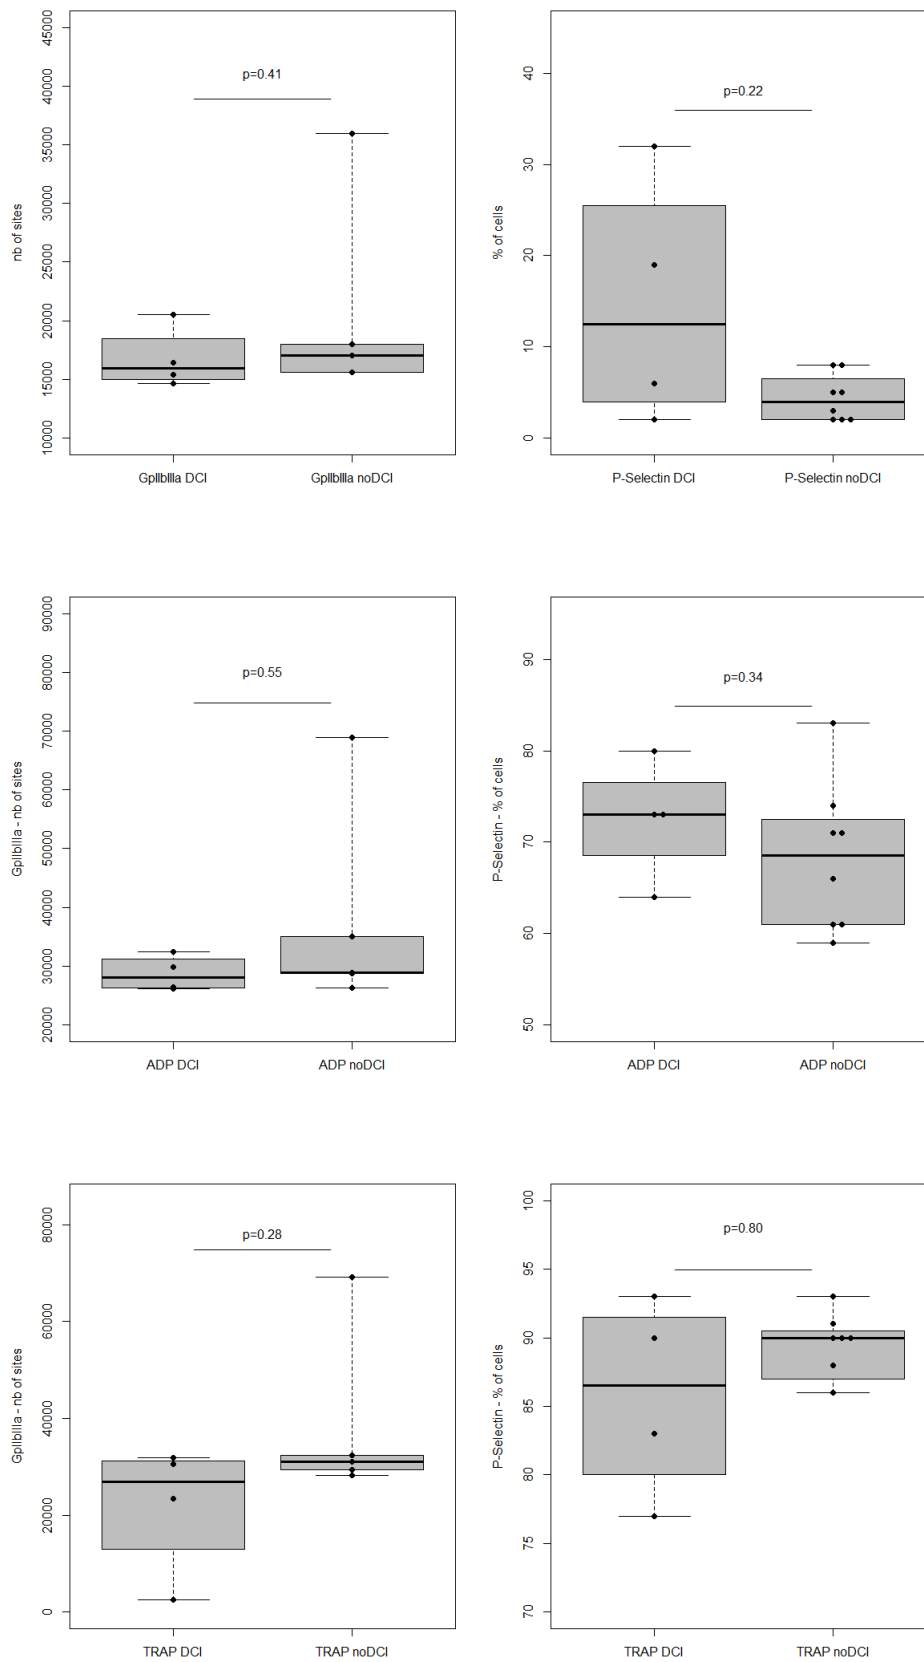 45000
40000
35000
30000
25000
20000
15000
10000
nb of sites
p=0.41
GpIIbIIIa DCI
GpIIbIIIa noDCI
40
30
20
10
0
% of cells
p=0.22
P-Selectin DCI
P-Selectin noDCI
90000
80000
70000
60000
50000
40000
30000
20000
GpIIbIIIa - nb of sites
p=0.55
ADP DCI
ADP noDCI
90
80
70
60
50
P-Selectin - % of cells
p=0.34
ADP DCI
ADP noDCI
80000
60000
40000
20000
0
GpIIbIIIa - nb of sites
p=0.28
TRAP DCI
TRAP noDCI
100
95
90
85
80
75
70
P-Selectin - % of cells
p=0.80
TRAP DCI
TRAP noDCI